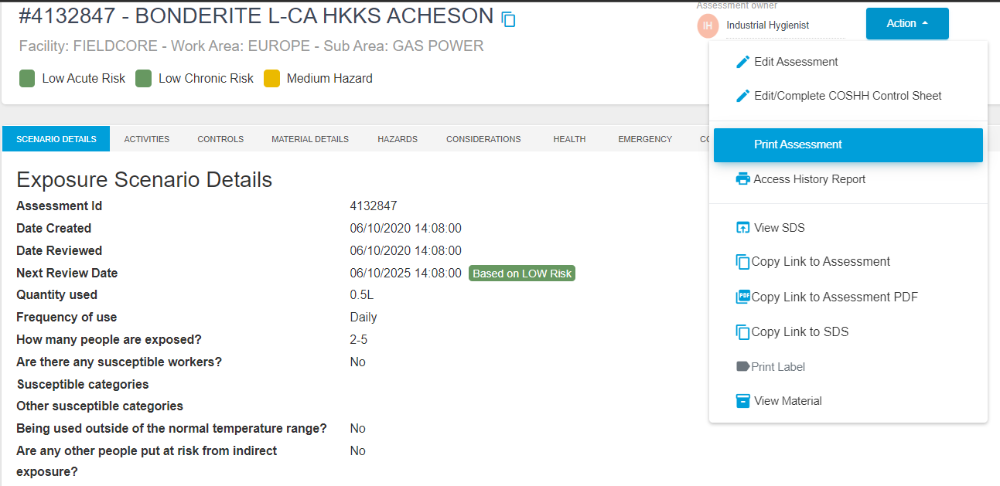 #4132847 - BONDERITE L-CA HKKS ACHESON
Facility: FIELDCORE - Work Area: EUROPE - Sub Area: GAS POWER
Low Acute Risk Low Chronic Risk Medium Hazard
Assessment owner
IH Industrial Hygienist
Action
Edit Assessment
Edit/Complete COSHH Control Sheet
Print Assessment
Access History Report
View SDS
Copy Link to Assessment
PDF Copy Link to Assessment PDF
Copy Link to SDS
Print Label
View Material
SCENARIO DETAILS ACTIVITIES CONTROLS MATERIAL DETAILS HAZARDS CONSIDERATIONS HEALTH EMERGENCY
Exposure Scenario Details
Assessment Id 4132847
Date Created 06/10/2020 14:08:00
Date Reviewed 06/10/2020 14:08:00
Next Review Date 06/10/2025 14:08:00 Based on LOW Risk
Quantity used 0.5L
Frequency of use Daily
How many people are exposed? 2-5
Are there any susceptible workers? No
Susceptible categories
Other susceptible categories
Being used outside of the normal temperature range? No
Are any other people put at risk from indirect No
exposure?